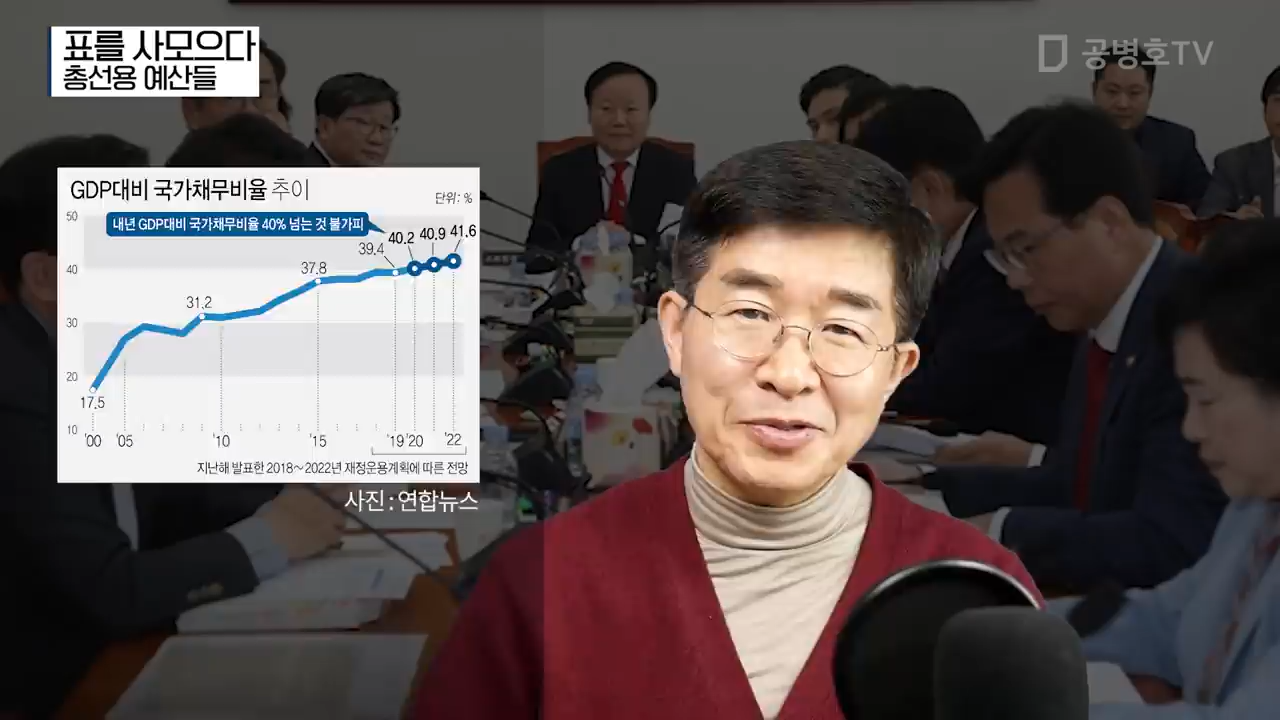 표를 사모으다
총선용 예산들
공병호TV
GDP대비 국가채무비율 추이
단위: %
내년 GDP대비 국가채무비율 40% 넘는 것 불가피
50
40
30
20
10
17.5
31.2
37.8
39.4
40.2
40.9
41.6
'00
'05
'10
'15
'19
'20
'22
지난해 발표한 2018~2022년 재정운용계획에 따른 전망
사진 : 연합뉴스